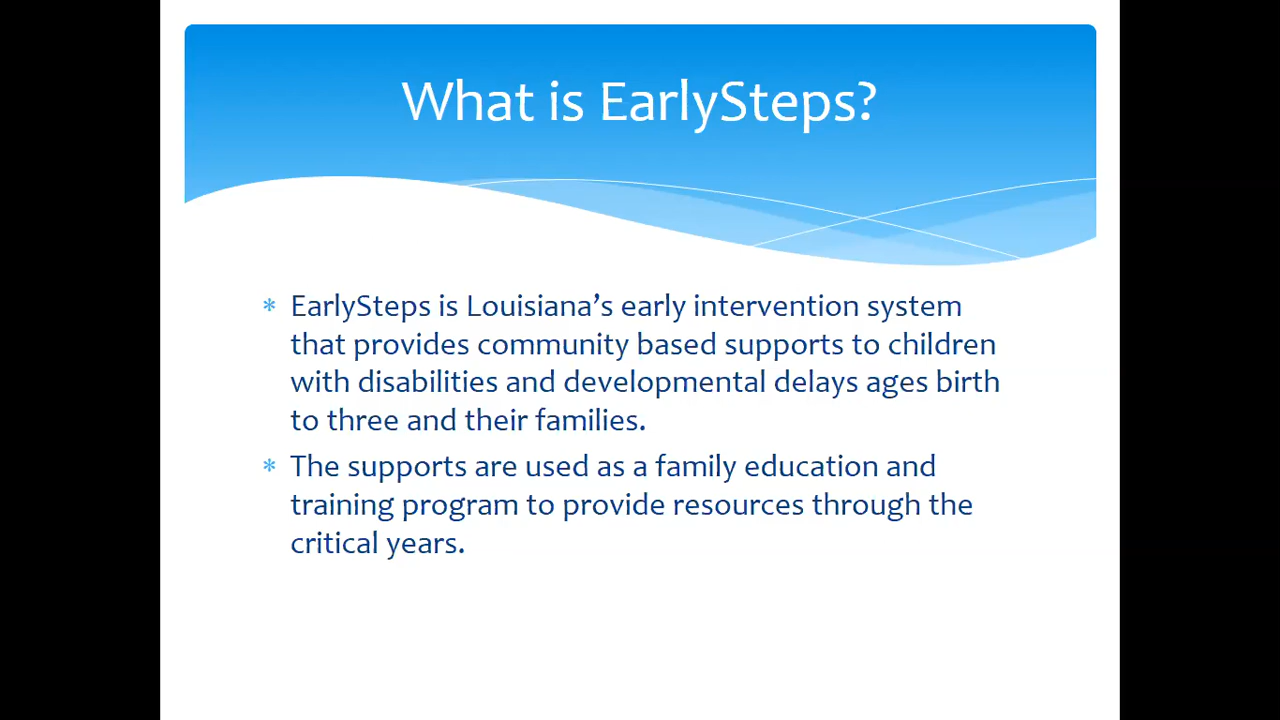 What is EarlySteps?
* EarlySteps is Louisiana’s early intervention system
that provides community based supports to children
with disabilities and developmental delays ages birth
to three and their families.
* The supports are used as a family education and
training program to provide resources through the
critical years.